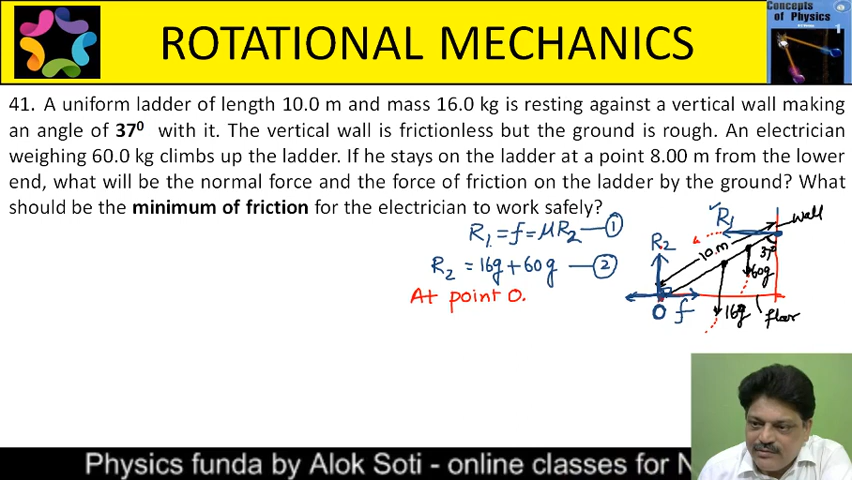 ROTATIONAL MECHANICS
Concepts
of Physics
1
41. A uniform ladder of length 10.0 m and mass 16.0 kg is resting against a vertical wall making
an angle of 37⁰ with it. The vertical wall is frictionless but the ground is rough. An electrician
weighing 60.0 kg climbs up the ladder. If he stays on the ladder at a point 8.00 m from the lower
end, what will be the normal force and the force of friction on the ladder by the ground? What
should be the minimum of friction for the electrician to work safely?
R₁ = f = μR₂ — ①
R₂ = 16g + 60g — ②
At point O.
R₁
wall
R₂
10 m
37⁰
60g
16g
O
f
floor
Physics funda by Alok Soti - online classes for N